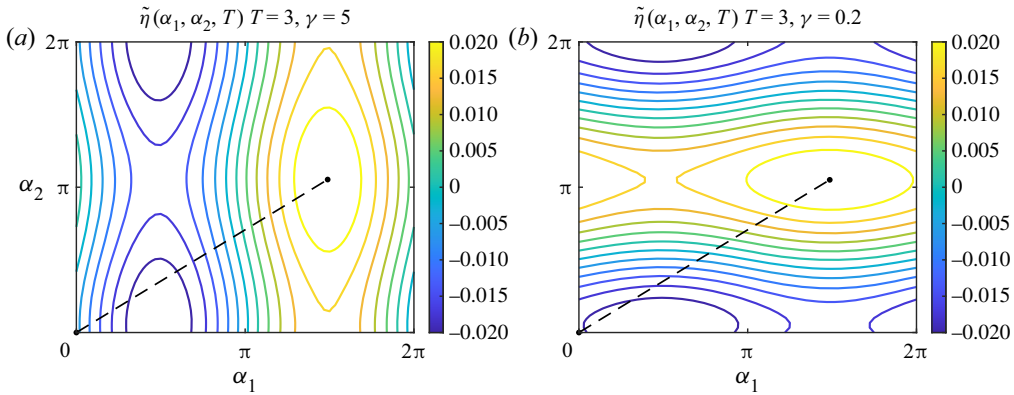 η̃(α₁, α₂, T) T = 3, γ = 5
(a)
2π
α₂
π
0
π
2π
α₁
0.020
0.015
0.010
0.005
0
–0.005
–0.010
–0.015
–0.020
η̃(α₁, α₂, T) T = 3, γ = 0.2
(b)
2π
π
0
π
2π
α₁
0.020
0.015
0.010
0.005
0
–0.005
–0.010
–0.015
–0.020